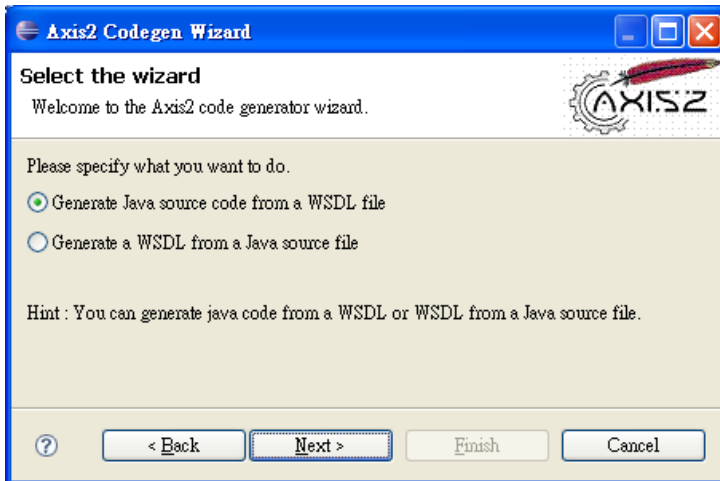 Axis2 Codegen Wizard
Select the wizard
Welcome to the Axis2 code generator wizard.
AXIS2
Please specify what you want to do.
Generate Java source code from a WSDL file
Generate a WSDL from a Java source file
Hint : You can generate java code from a WSDL or WSDL from a Java source file.
? < Back Next > Finish Cancel